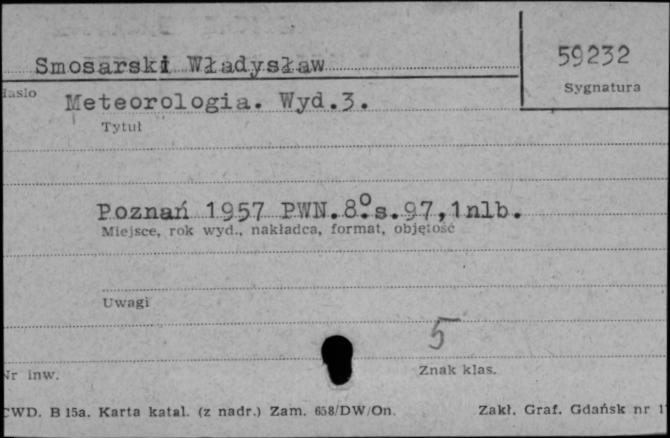 Smosarski Władysław
59232
Sygnatura
Meteorologia. Wyd.3.
Tytuł
Poznań 1957 PWN.8⁰.s.97,1nlb.
Miejsce, rok wyd., nakładca, format, objętość
Uwagi
5
Znak klas.
Nr inw.
CWD. B 15a. Karta katal. (z nadr.) Zam. 658/DW/On.
Zakł. Graf. Gdańsk nr 1